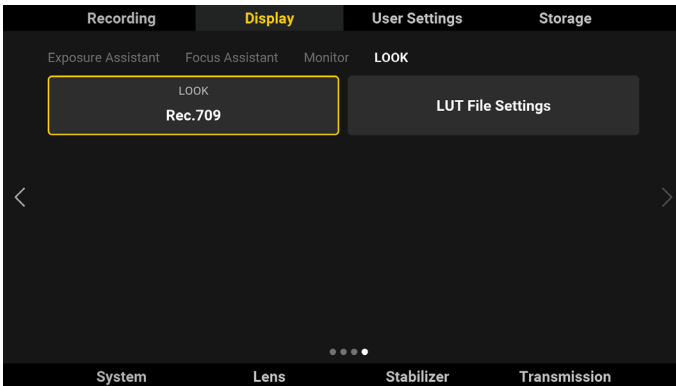 Recording Display User Settings Storage
Exposure Assistant Focus Assistant Monitor LOOK
LOOK
Rec.709
LUT File Settings
System Lens Stabilizer Transmission